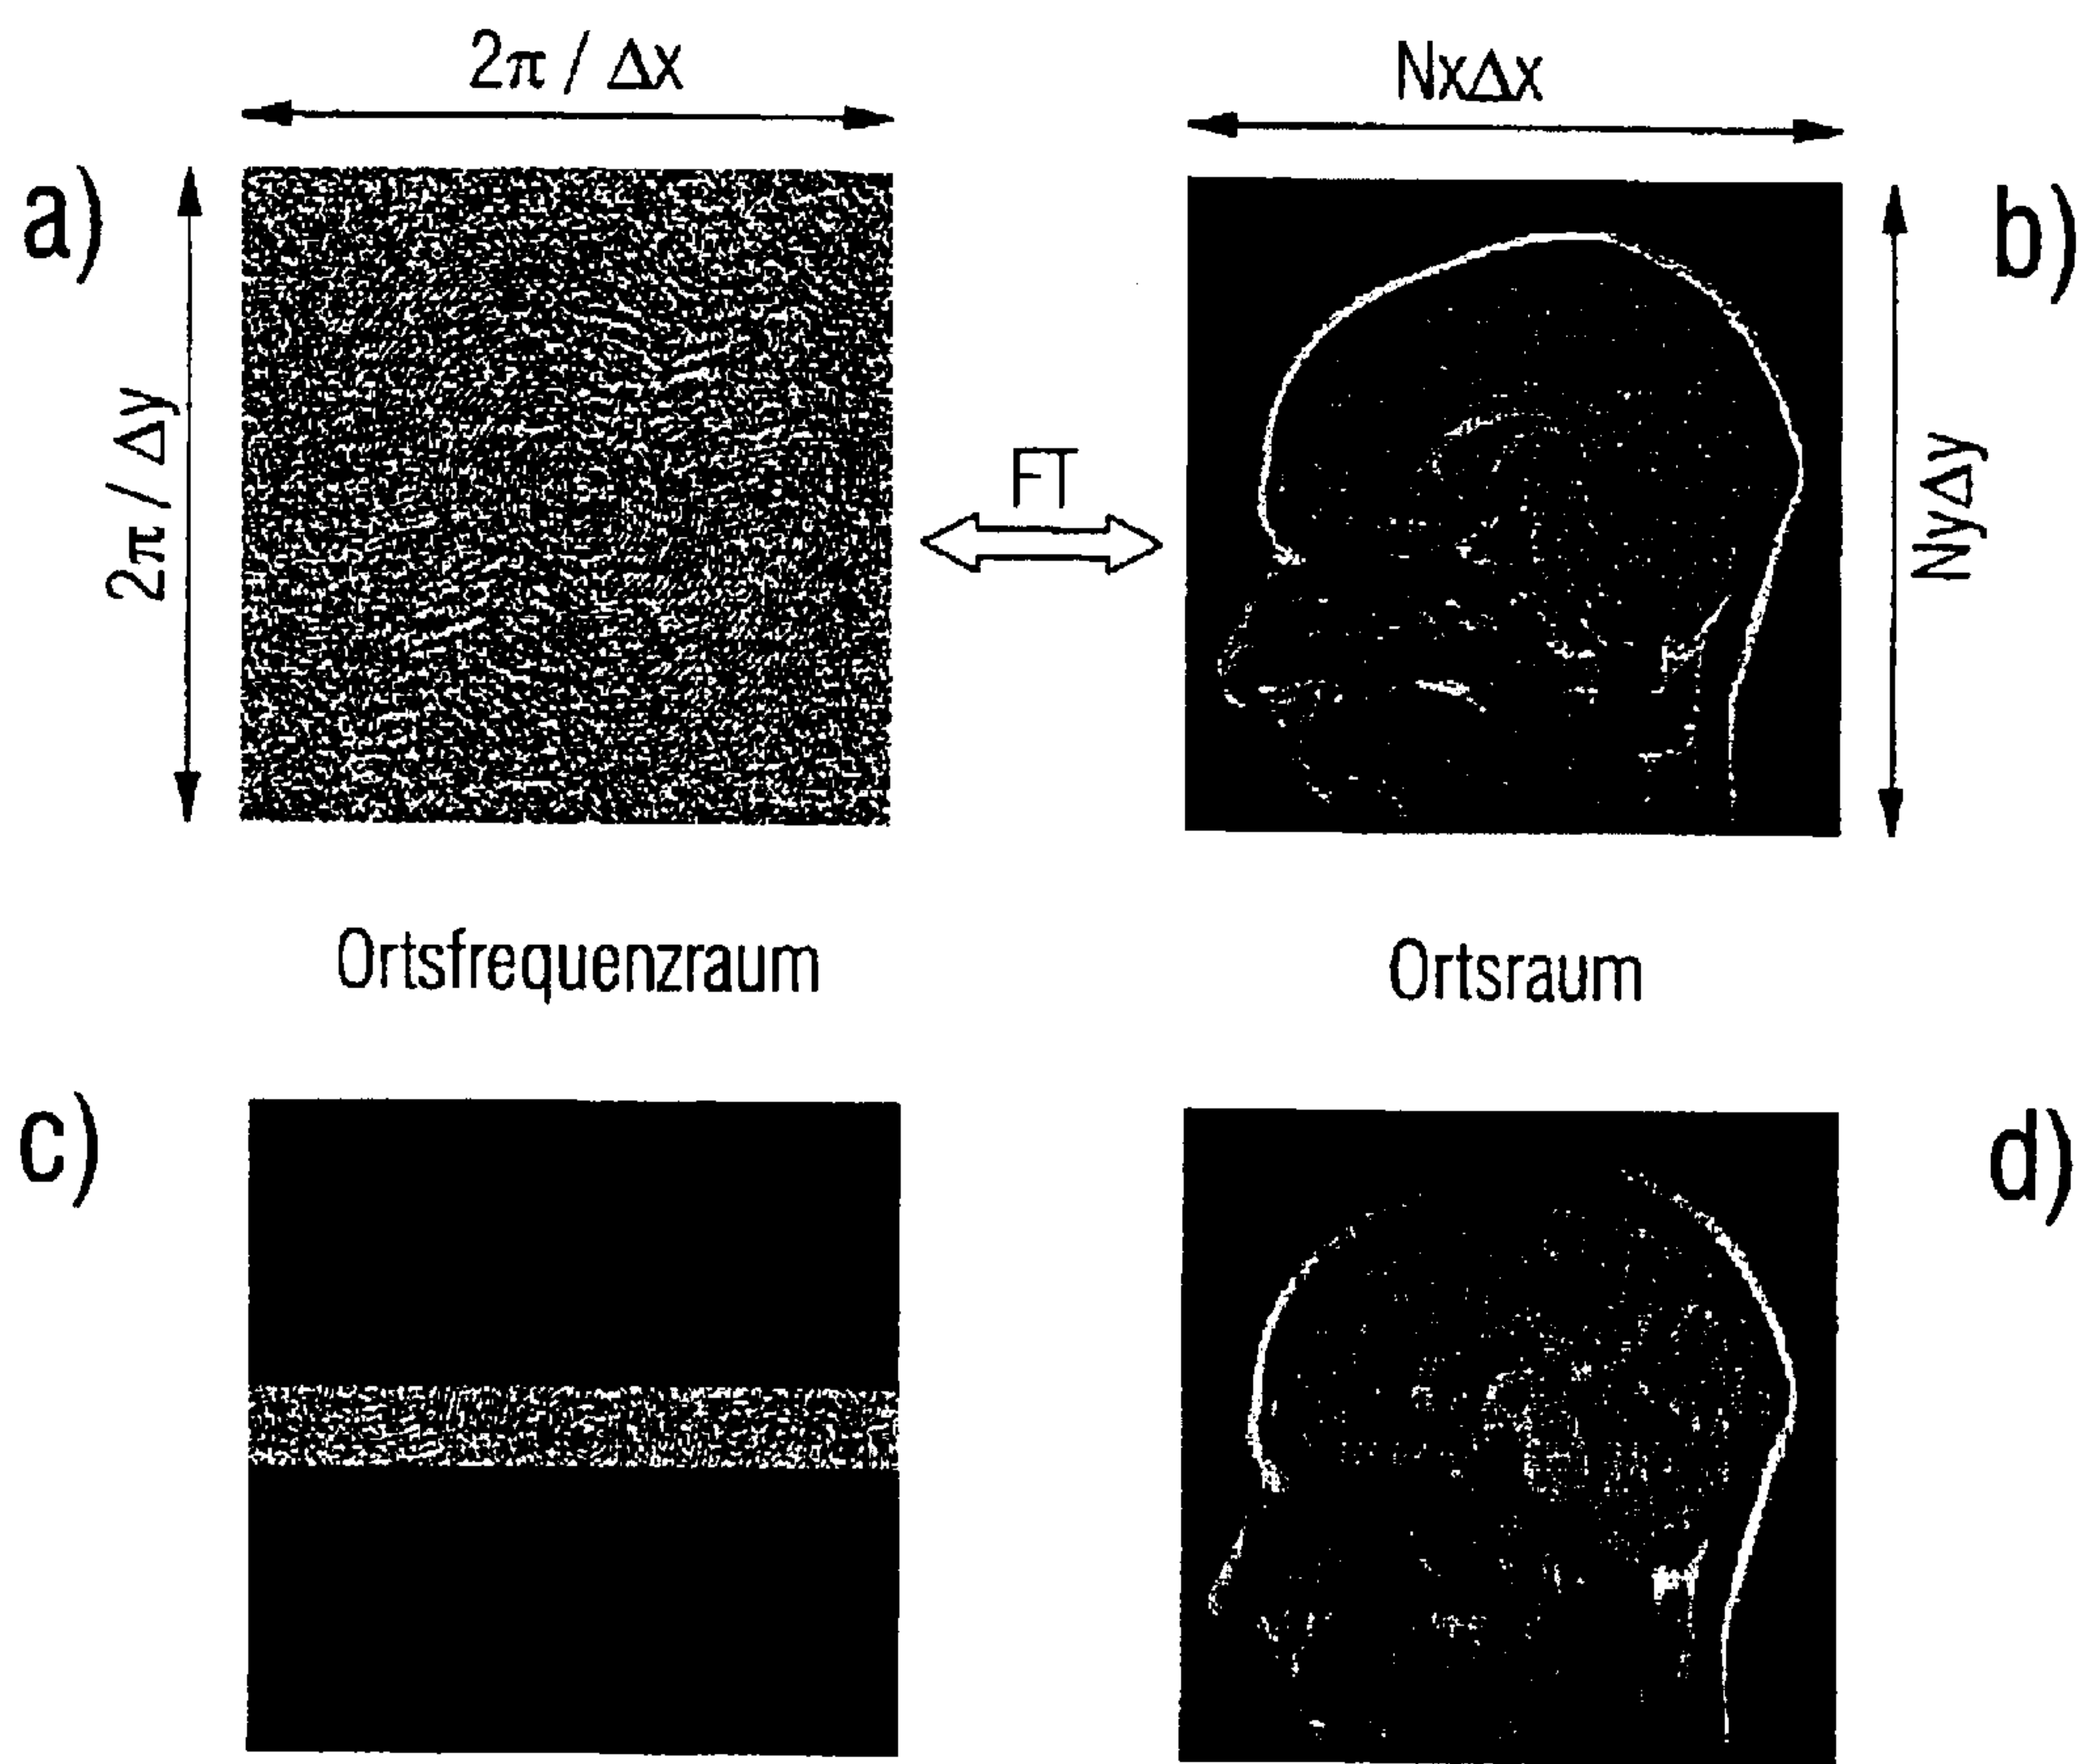 2π / Δx
NxΔx
a)
2π / Δy
FT
b)
NyΔy
Ortsfrequenzraum
Ortsraum
c)
d)